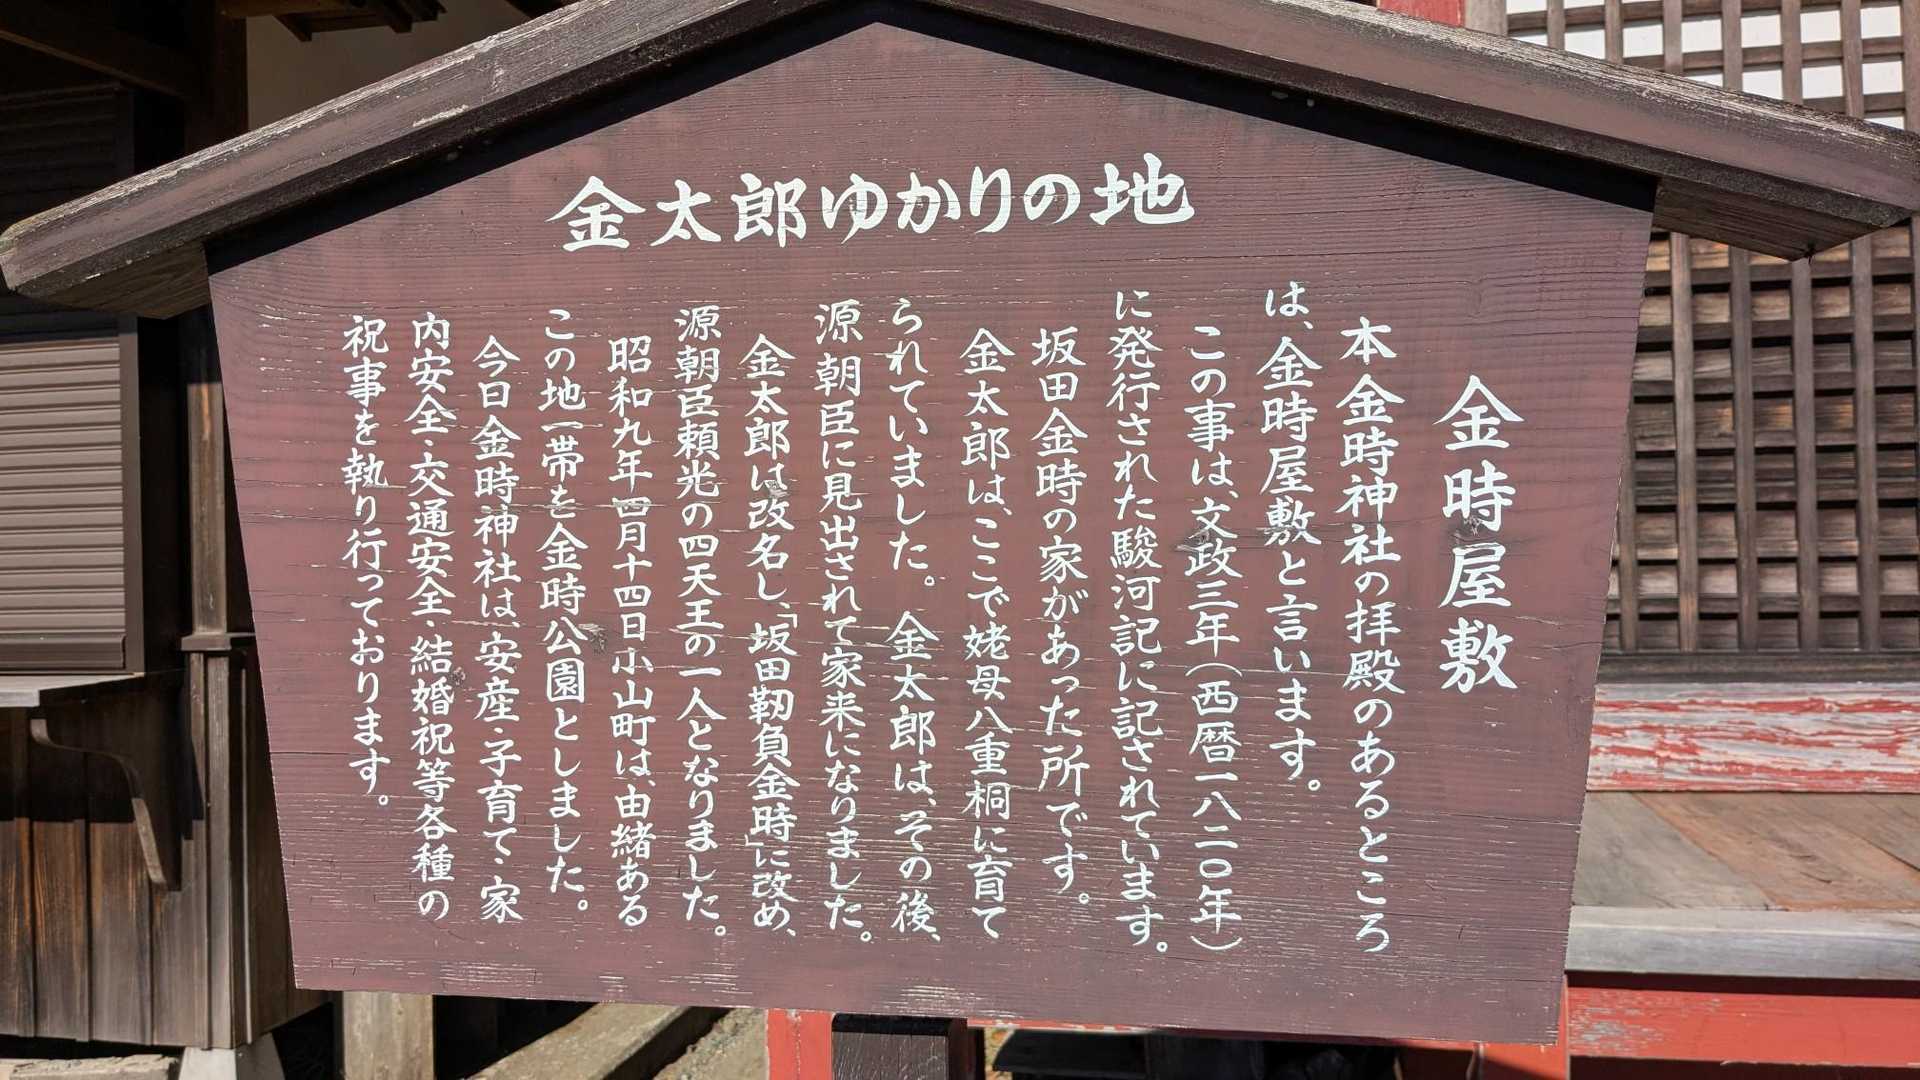 金太郎ゆかりの地
金時屋敷
本金時神社の拝殿のあるところ
は、金時屋敷と言います。
この事は、文政三年（西暦一八二〇年）
に発行された駿河記に記されています。
坂田金時の家があった所です。
金太郎は、ここで姥母八重桐に育て
られていました。金太郎は、その後、
源朝臣に見出されて家来になりました。
金太郎は改名し、「坂田靱負金時」に改め、
源朝臣頼光の四天王の一人となりました。
昭和九年四月十四日小山町は、由緒ある
この地一帯を金時公園としました。
今日金時神社は、安産・子育て・家
内安全・交通安全・結婚祝等各種の
祝事を執り行っております。